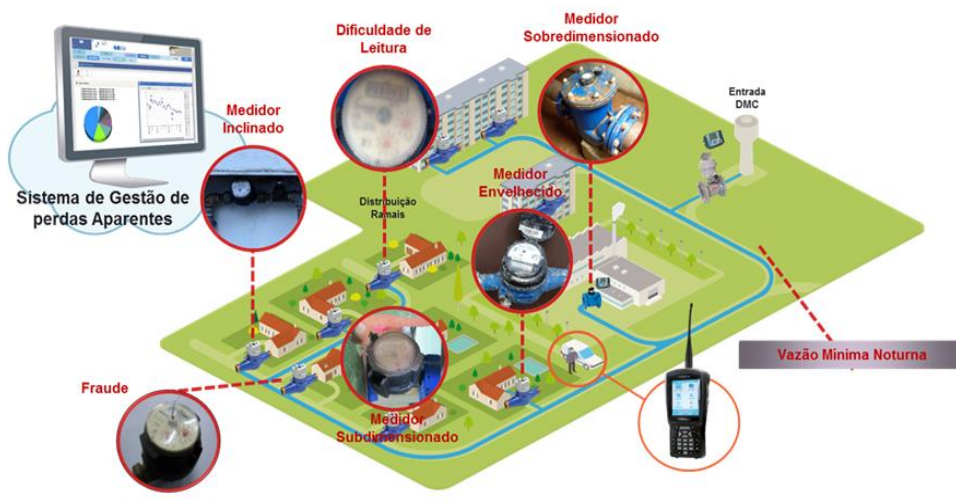 Dificuldade de
Leitura
Medidor
Sobredimensionado
Medidor
Inclinado
Entrada
DMC
Sistema de Gestão de
perdas Aparentes
Distribuição
Ramais
Medidor
Envelhecido
Vazão Mínima Noturna
Fraude
Medidor
Subdimensionado